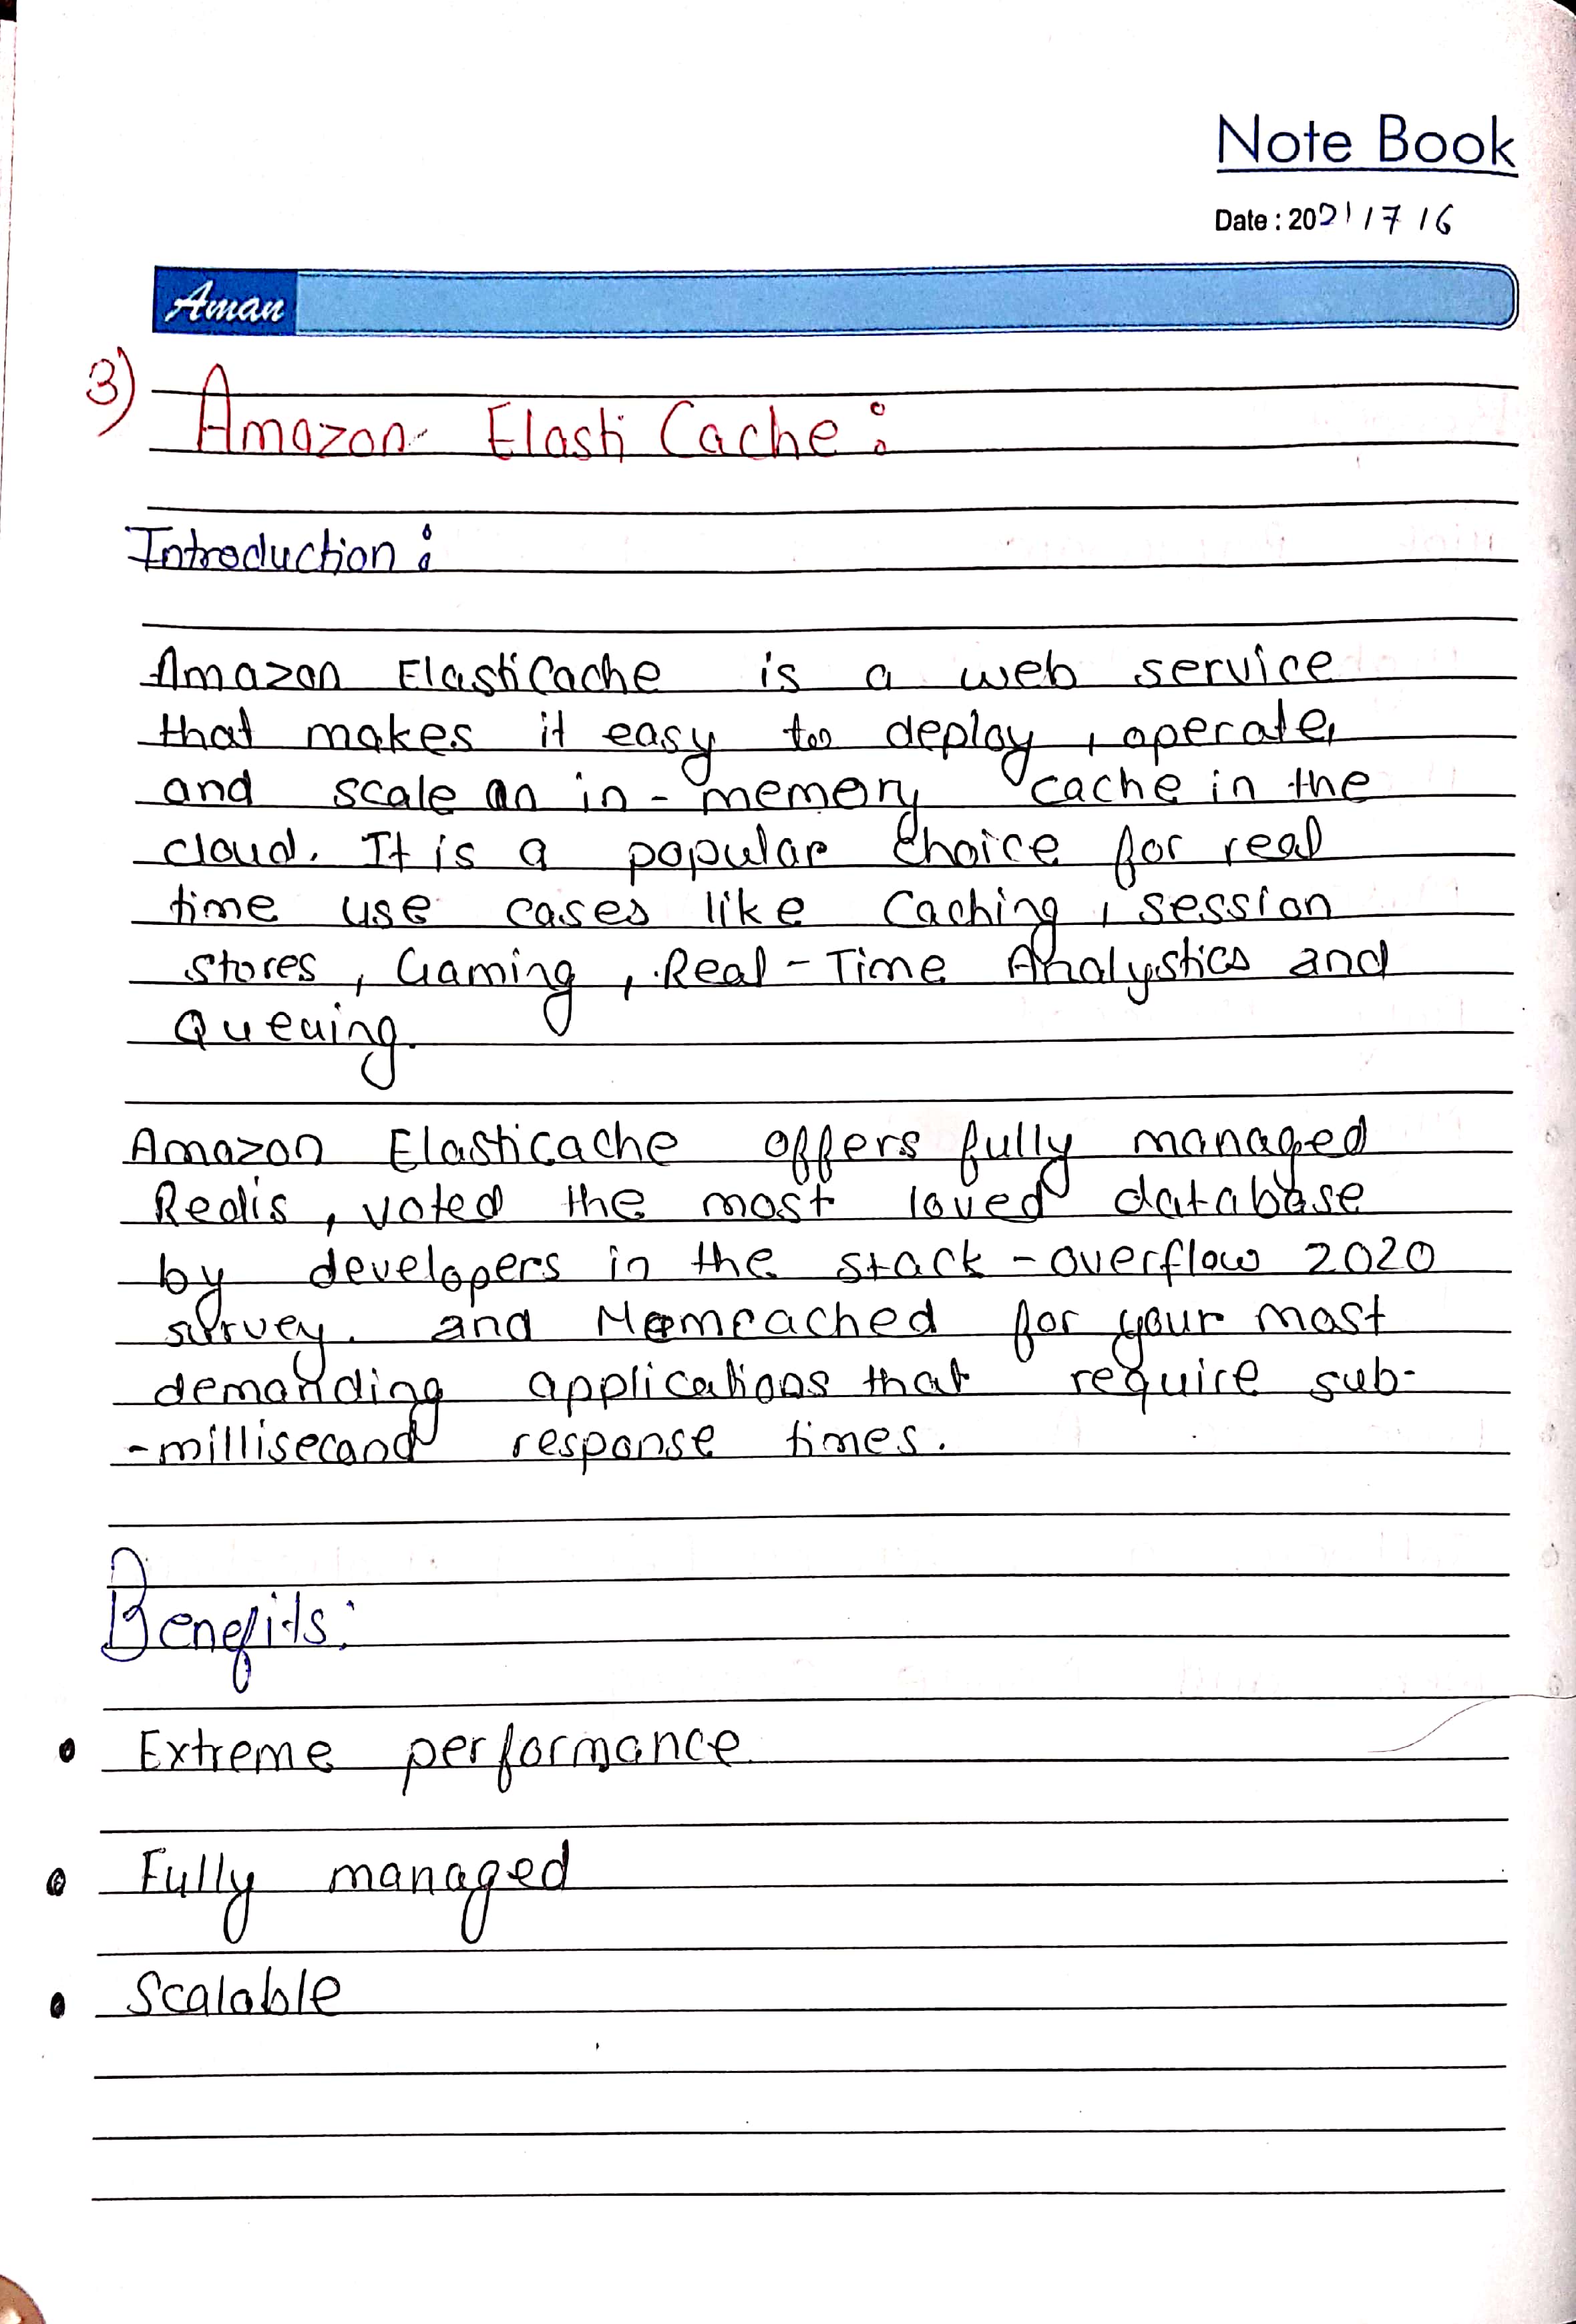 Note Book
Date : 2021/7/6
Aman
3) Amazon ElastiCache :
Introduction :
Amazon ElastiCache is a web service
that makes it easy to deploy, operate,
and scale an in-memory cache in the
cloud. It is a popular choice for real
time use cases like Caching, session
stores, Gaming, Real-Time Analystics and
Queuing.
Amazon Elasticache offers fully managed
Redis, voted the most loved database
by developers in the stack-overflow 2020
survey. and Memcached for your most
demanding applications that require sub-
-millisecond response times.
Benefits:
• Extreme performance
• Fully managed
• Scalable